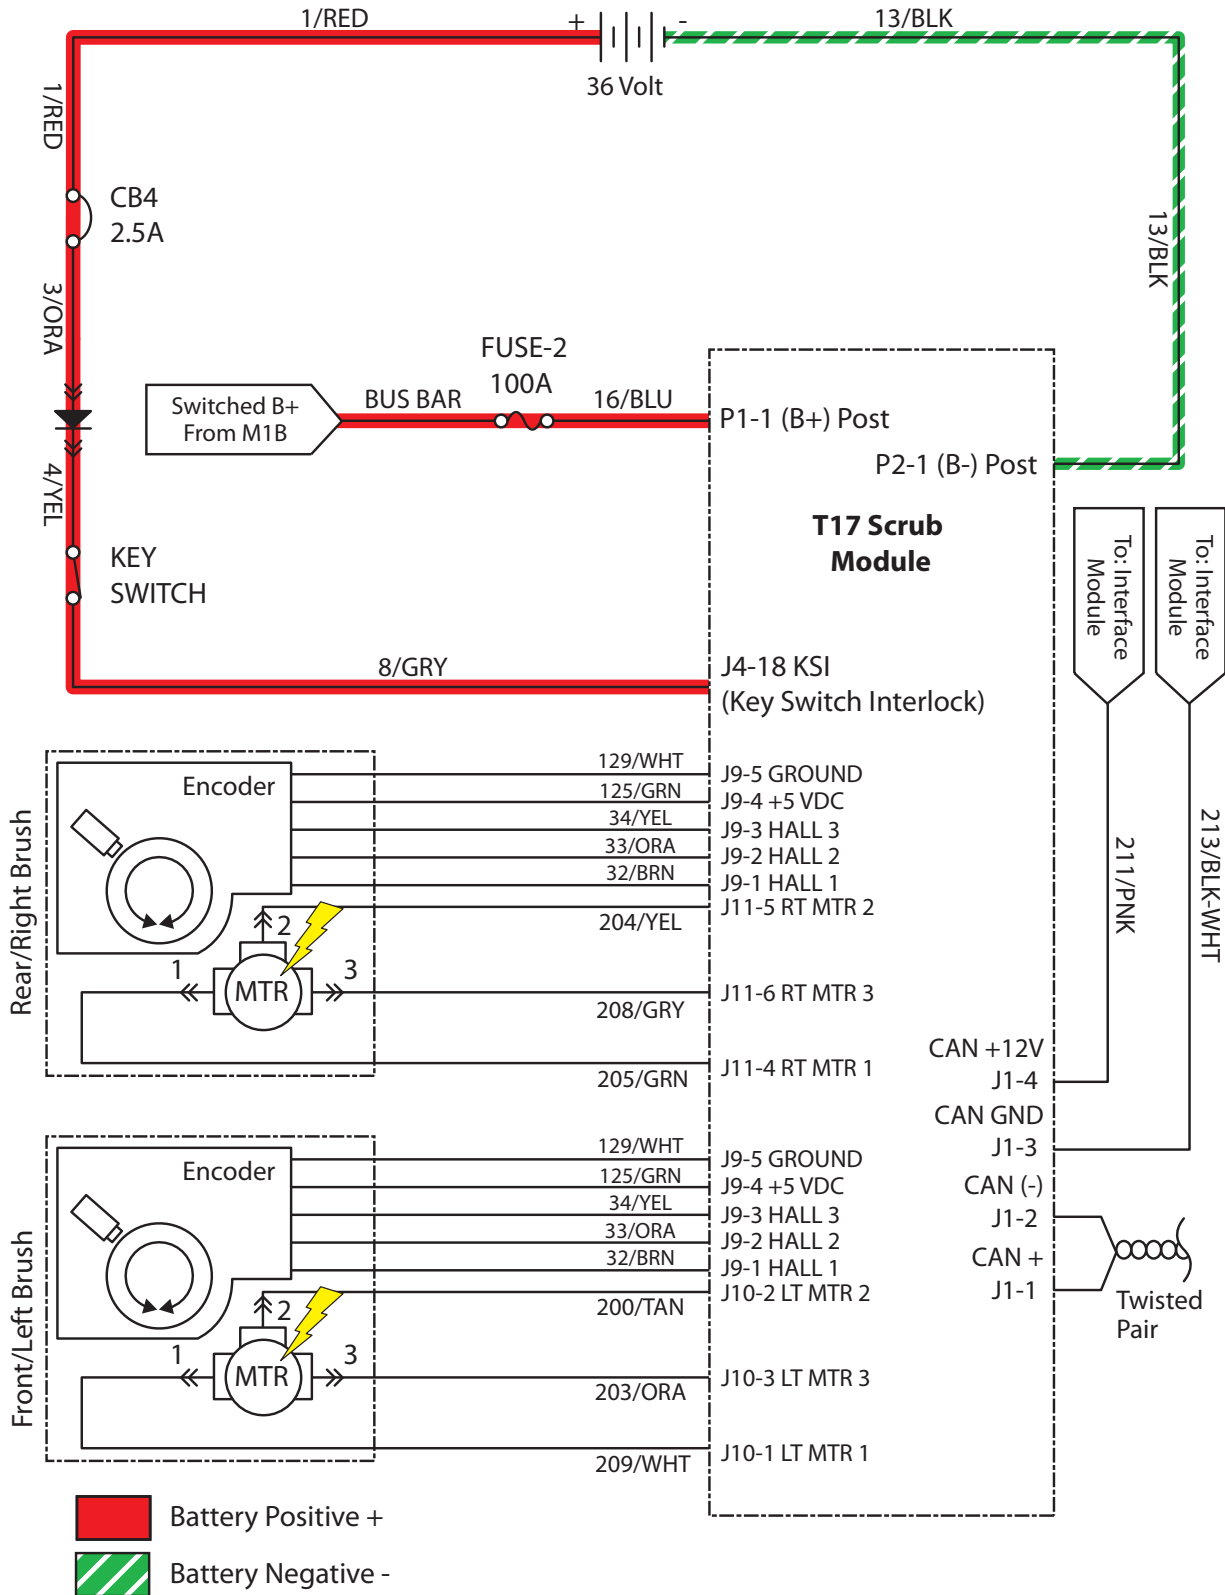 1/RED
+
-
13/BLK
36 Volt
1/RED
CB4
2.5A
13/BLK
3/ORA
FUSE-2
100A
Switched B+
From M1B
BUS BAR
16/BLU
P1-1 (B+) Post
P2-1 (B-) Post
4/YEL
T17 Scrub
Module
To: Interface
Module
To: Interface
Module
KEY
SWITCH
8/GRY
J4-18 KSI
(Key Switch Interlock)
Rear/Right Brush
Encoder
129/WHT
J9-5 GROUND
125/GRN
J9-4 +5 VDC
34/YEL
J9-3 HALL 3
33/ORA
J9-2 HALL 2
32/BRN
J9-1 HALL 1
204/YEL
J11-5 RT MTR 2
2
1
MTR
3
208/GRY
J11-6 RT MTR 3
205/GRN
J11-4 RT MTR 1
211/PNK
213/BLK-WHT
CAN +12V
J1-4
CAN GND
J1-3
CAN (-)
J1-2
CAN +
J1-1
Twisted
Pair
Front/Left Brush
Encoder
129/WHT
J9-5 GROUND
125/GRN
J9-4 +5 VDC
34/YEL
J9-3 HALL 3
33/ORA
J9-2 HALL 2
32/BRN
J9-1 HALL 1
200/TAN
J10-2 LT MTR 2
2
1
MTR
3
203/ORA
J10-3 LT MTR 3
209/WHT
J10-1 LT MTR 1
Battery Positive +
Battery Negative -